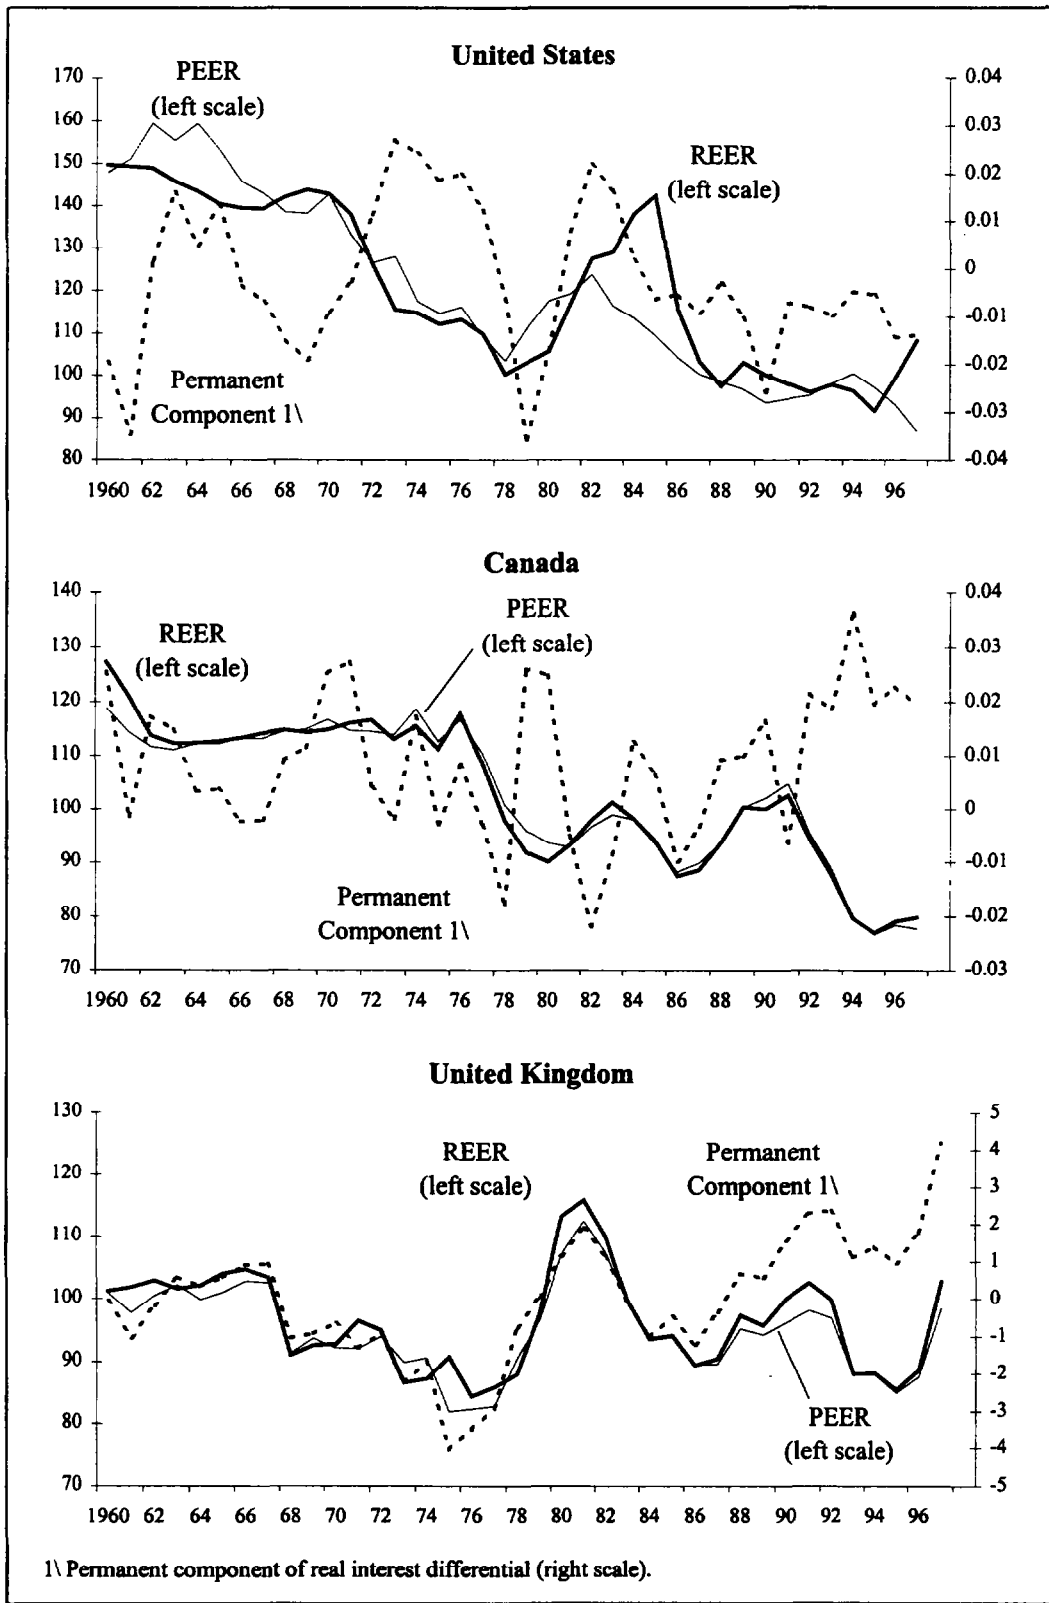 United States
PEER
(left scale)
REER
(left scale)
Permanent
Component 1\
170
160
150
140
130
120
110
100
90
80
0.04
0.03
0.02
0.01
0
-0.01
-0.02
-0.03
-0.04
1960 62 64 66 68 70 72 74 76 78 80 82 84 86 88 90 92 94 96
Canada
REER
(left scale)
PEER
(left scale)
Permanent
Component 1\
140
130
120
110
100
90
80
70
0.04
0.03
0.02
0.01
0
-0.01
-0.02
-0.03
1960 62 64 66 68 70 72 74 76 78 80 82 84 86 88 90 92 94 96
United Kingdom
REER
(left scale)
Permanent
Component 1\
PEER
(left scale)
130
120
110
100
90
80
70
5
4
3
2
1
0
-1
-2
-3
-4
-5
1960 62 64 66 68 70 72 74 76 78 80 82 84 86 88 90 92 94 96
1\ Permanent component of real interest differential (right scale).